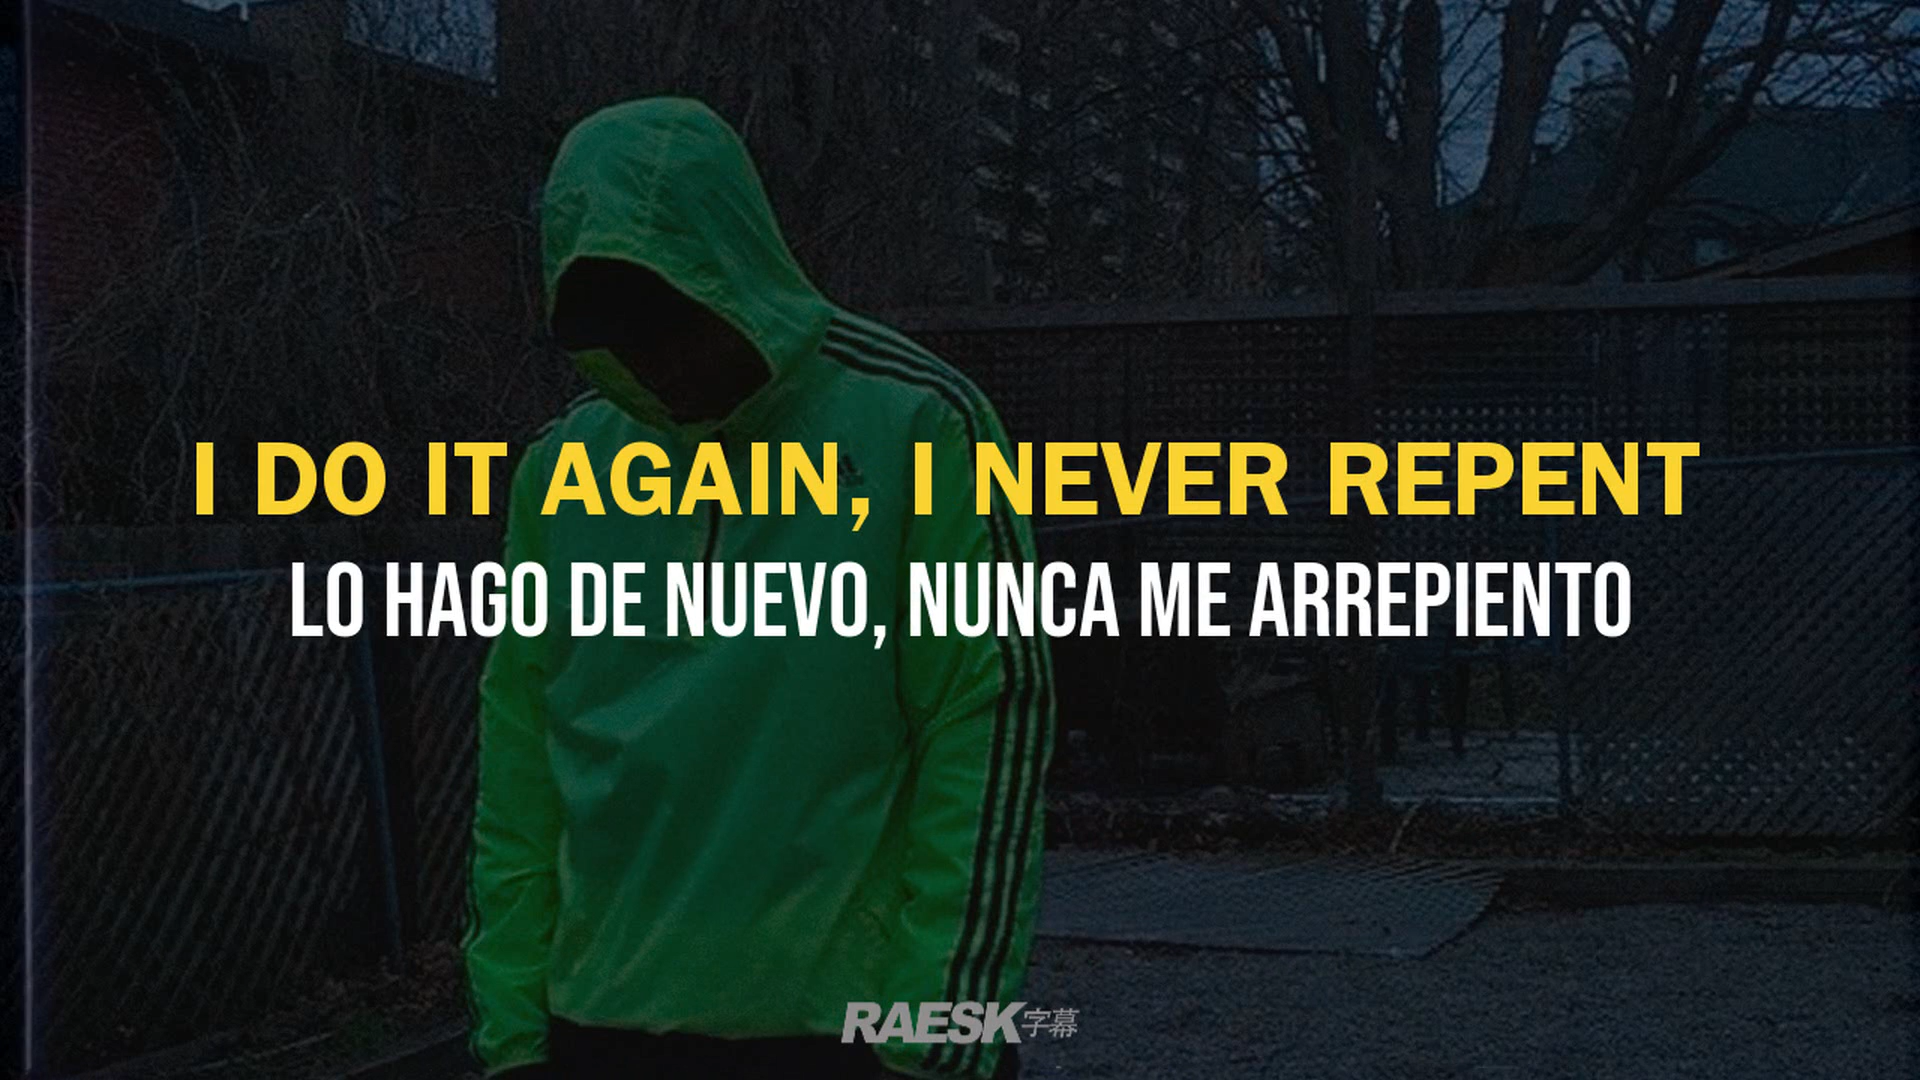 I DO IT AGAIN, I NEVER REPENT
LO HAGO DE NUEVO, NUNCA ME ARREPIENTO
RAESK字幕